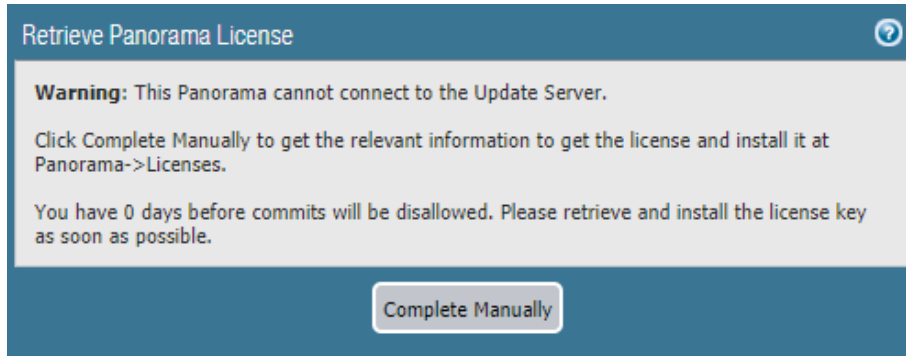 Retrieve Panorama License
Warning: This Panorama cannot connect to the Update Server.
Click Complete Manually to get the relevant information to get the license and install it at
Panorama->Licenses.
You have 0 days before commits will be disallowed. Please retrieve and install the license key
as soon as possible.
Complete Manually